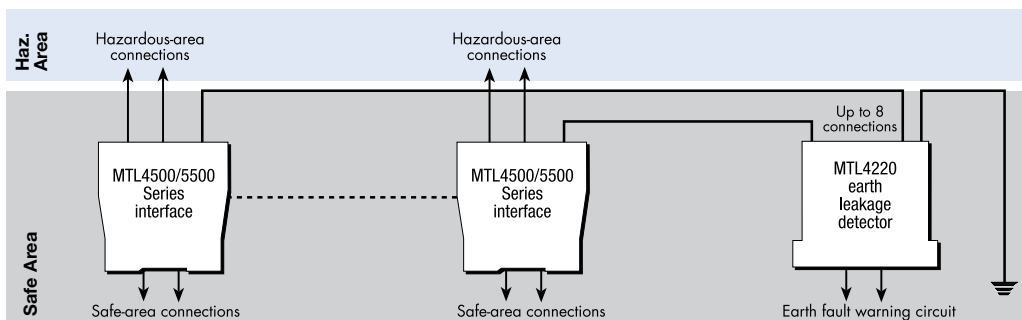 Haz.
Area
Hazardous-area
connections
Hazardous-area
connections
Up to 8
connections
MTL4500/5500
Series
interface
MTL4500/5500
Series
interface
MTL4220
earth
leakage
detector
Safe Area
Safe-area connections
Safe-area connections
Earth fault warning circuit